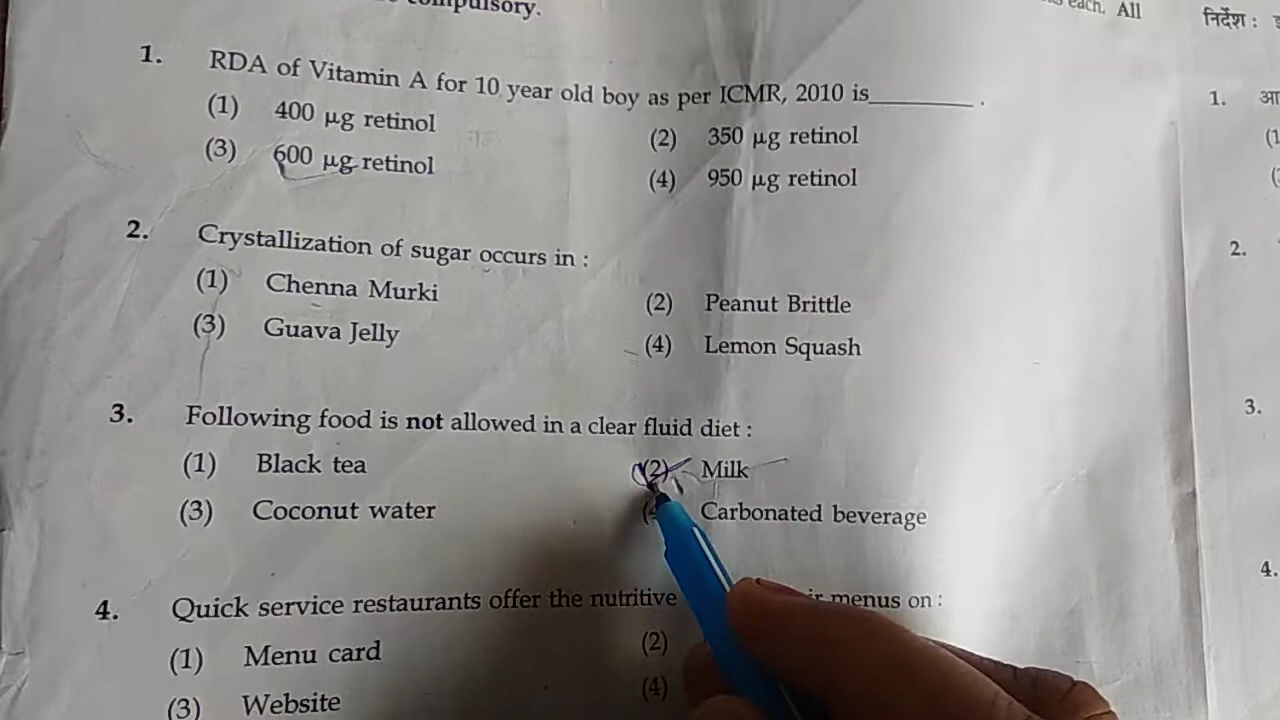 compulsory.
each. All
निर्देश :
1. RDA of Vitamin A for 10 year old boy as per ICMR, 2010 is________ .
(1) 400 μg retinol (2) 350 μg retinol
(3) 600 μg retinol (4) 950 μg retinol
2. Crystallization of sugar occurs in :
(1) Chenna Murki (2) Peanut Brittle
(3) Guava Jelly (4) Lemon Squash
3. Following food is not allowed in a clear fluid diet :
(1) Black tea (2) Milk
(3) Coconut water Carbonated beverage
4. Quick service restaurants offer the nutritive menus on :
(1) Menu card (2)
(3) Website (4)
1.
2.
3.
4.